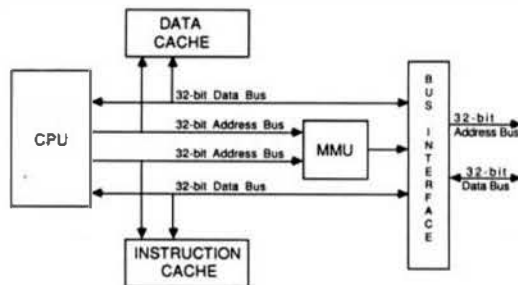 DATA
CACHE
32-bit Data Bus
CPU
32-bit Address Bus
32-bit Address Bus
MMU
32-bit Data Bus
INSTRUCTION
CACHE
BUS INTERFACE
32-bit
Address Bus
32-bit
Data Bus